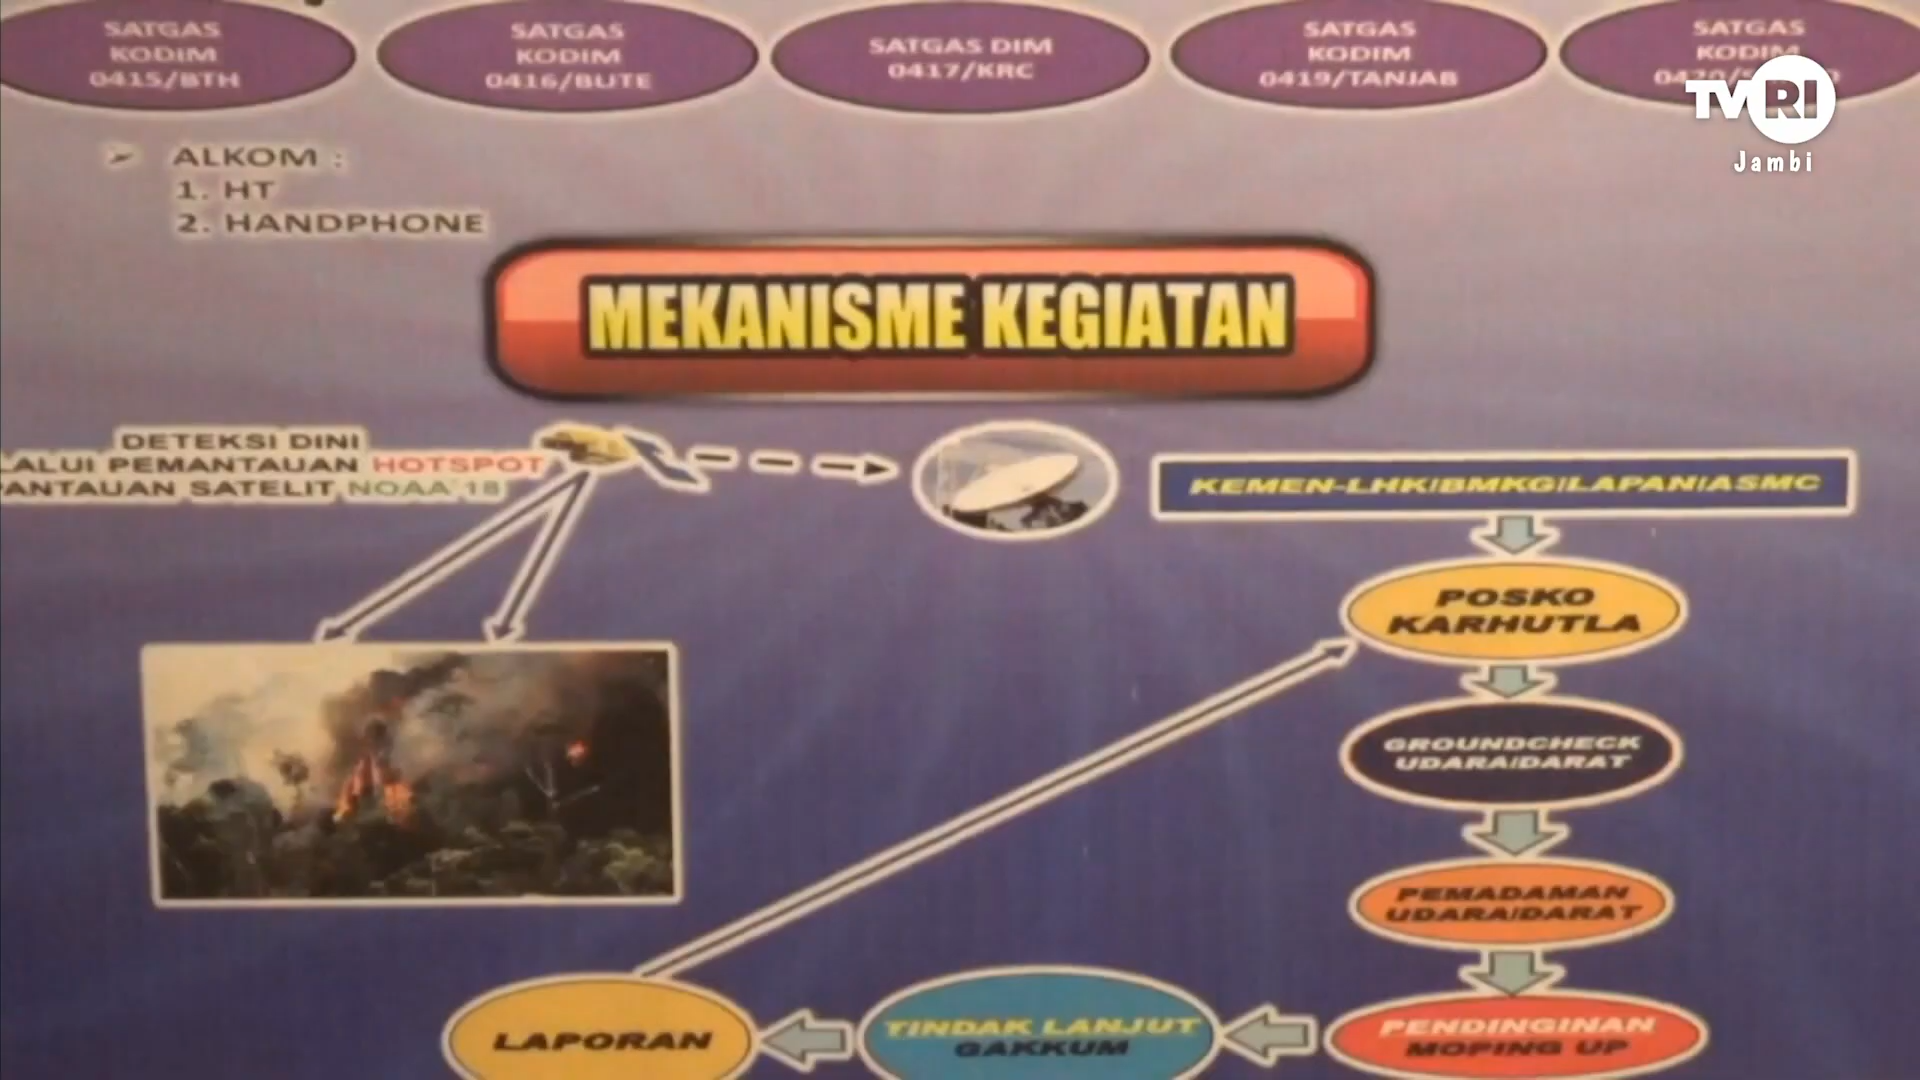 SATGAS
KODIM
0415/BTH
SATGAS
KODIM
0416/BUTE
SATGAS DIM
0417/KRC
SATGAS
KODIM
0419/TANJAB
SATGAS
KODIM
TVRI
Jambi
ALKOM :
1. HT
2. HANDPHONE
MEKANISME KEGIATAN
DETEKSI DINI
LALUI PEMANTAUAN HOTSPOT
ANTAUAN SATELIT NOAA'18
KEMEN-LHK/BMKG/LAPAN/ASMC
POSKO
KARHUTLA
GROUNDCHECK
UDARA/DARAT
PEMADAMAN
UDARA/DARAT
PENDINGINAN
MOPING UP
TINDAK LANJUT
GAKKUM
LAPORAN